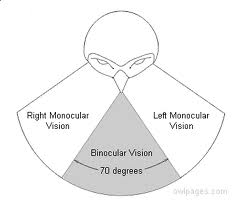 Right Monocular
Vision
Left Monocular
Vision
Binocular Vision
70 degrees
owlpages.com